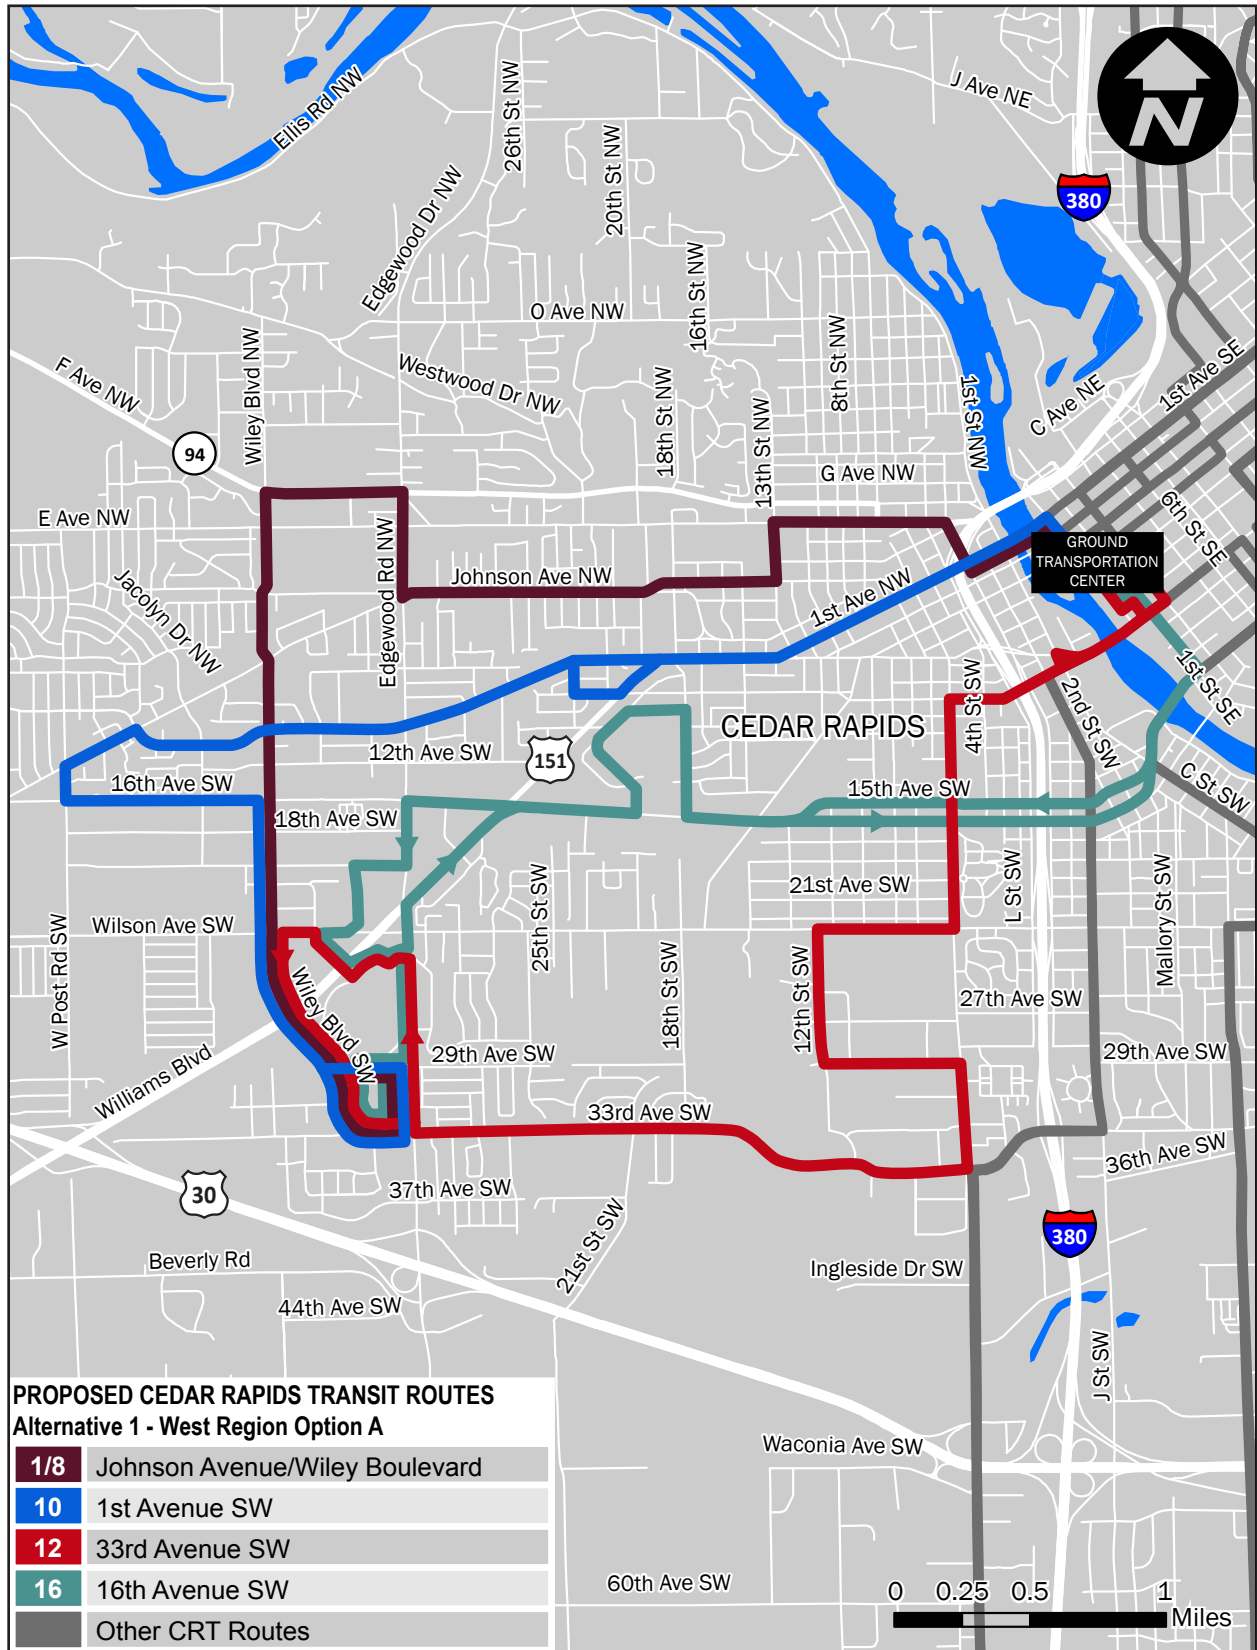 Ellis Rd NW
26th St NW
J Ave NE
N
380
20th St NW
Edgewood Dr NW
16th St NW
O Ave NW
8th St NW
Wiley Blvd NW
F Ave NW
Westwood Dr NW
1st St NW
C Ave NE
1st Ave SE
18th St NW
13th St NW
94
G Ave NW
E Ave NW
6th St SE
GROUND
TRANSPORTATION
CENTER
Edgewood Rd NW
Johnson Ave NW
Jacolyn Dr NW
1st Ave NW
4th St SW
2nd St SW
1st St SE
CEDAR RAPIDS
12th Ave SW
151
16th Ave SW
15th Ave SW
C St SW
18th Ave SW
L St SW
21st Ave SW
Mallory St SW
Wilson Ave SW
25th St SW
W Post Rd SW
Wiley Blvd SW
18th St SW
12th St SW
27th Ave SW
29th Ave SW
29th Ave SW
Williams Blvd
33rd Ave SW
36th Ave SW
37th Ave SW
30
21st St SW
380
Beverly Rd
Ingleside Dr SW
44th Ave SW
J St SW
PROPOSED CEDAR RAPIDS TRANSIT ROUTES
Alternative 1 - West Region Option A
Waconia Ave SW
1/8 Johnson Avenue/Wiley Boulevard
10 1st Avenue SW
12 33rd Avenue SW
16 16th Avenue SW
Other CRT Routes
60th Ave SW
0 0.25 0.5 1
Miles